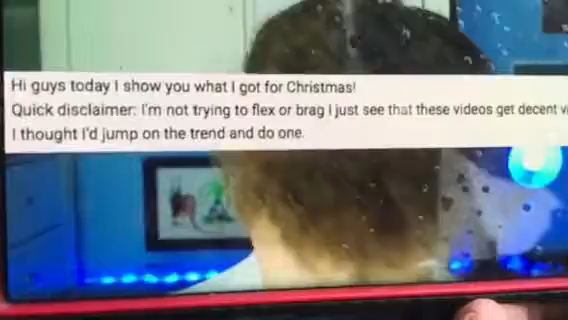 Hi guys today I show you what I got for Christmas!
Quick disclaimer: I'm not trying to flex or brag I just see that these videos get decent
I thought I'd jump on the trend and do one.